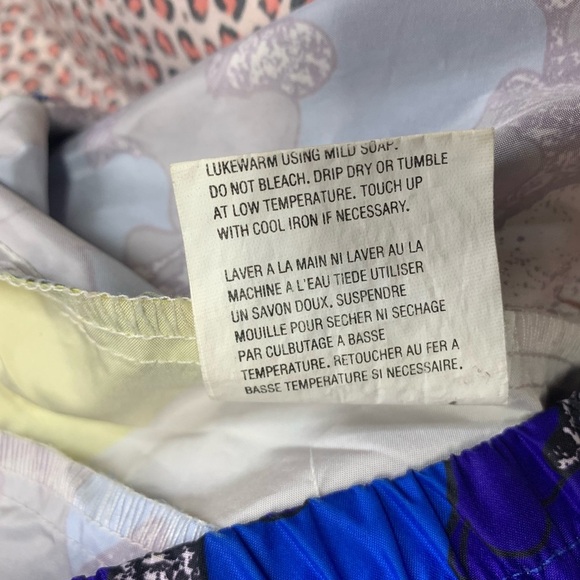 LUKEWARM USING MILD SOAP.
DO NOT BLEACH. DRIP DRY OR TUMBLE
AT LOW TEMPERATURE. TOUCH UP
WITH COOL IRON IF NECESSARY.
LAVER A LA MAIN NI LAVER AU LA
MACHINE A L'EAU TIEDE UTILISER
UN SAVON DOUX. SUSPENDRE
MOUILLE POUR SECHER NI SECHAGE
PAR CULBUTAGE A BASSE
TEMPERATURE. RETOUCHER AU FER A
BASSE TEMPERATURE SI NECESSAIRE.